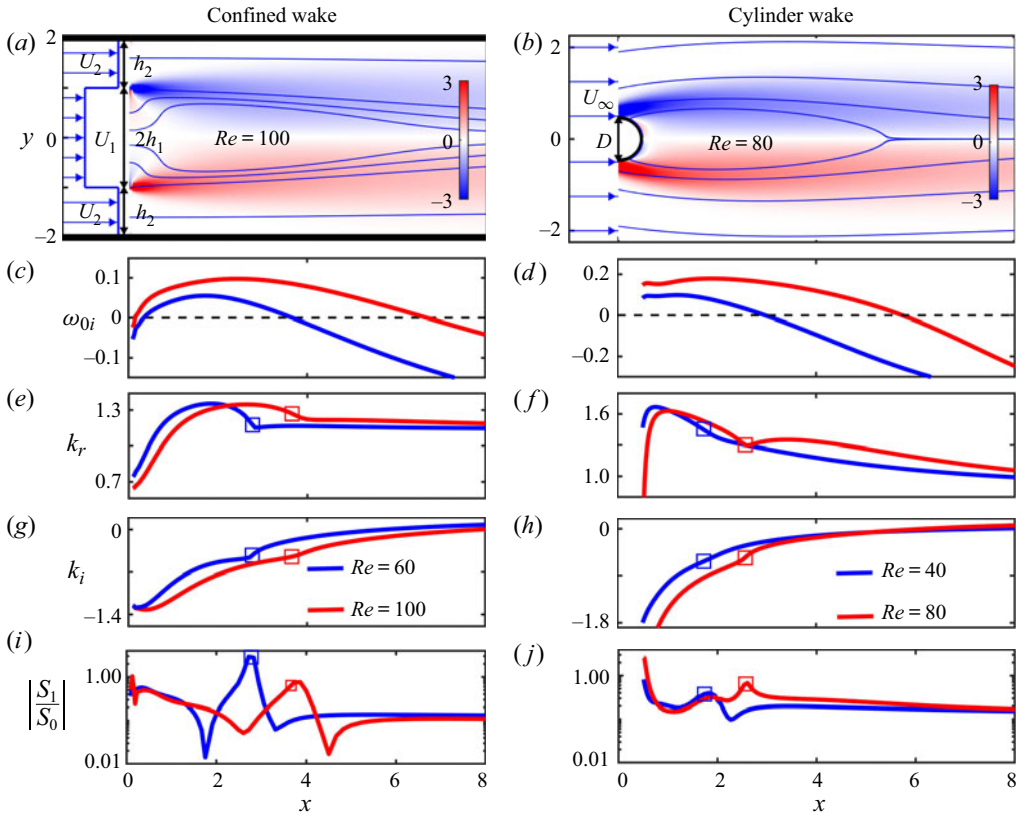 Confined wake
Cylinder wake
(a)
2
U2
h2
3
y
0
U1
2h1
Re = 100
0
U2
h2
–3
–2
(b)
2
U∞
3
0
D
Re = 80
0
–3
–2
(c)
0.1
ω0i
0
–0.1
(d)
0.2
0
–0.2
(e)
1.3
kr
0.7
(f)
1.6
1.0
(g)
0
ki
Re = 60
Re = 100
–1.4
(h)
0
Re = 40
Re = 80
–1.8
(i)
1.00
|S1/S0|
0.01
0 2 4 6 8
x
(j)
1.00
0.01
0 2 4 6 8
x